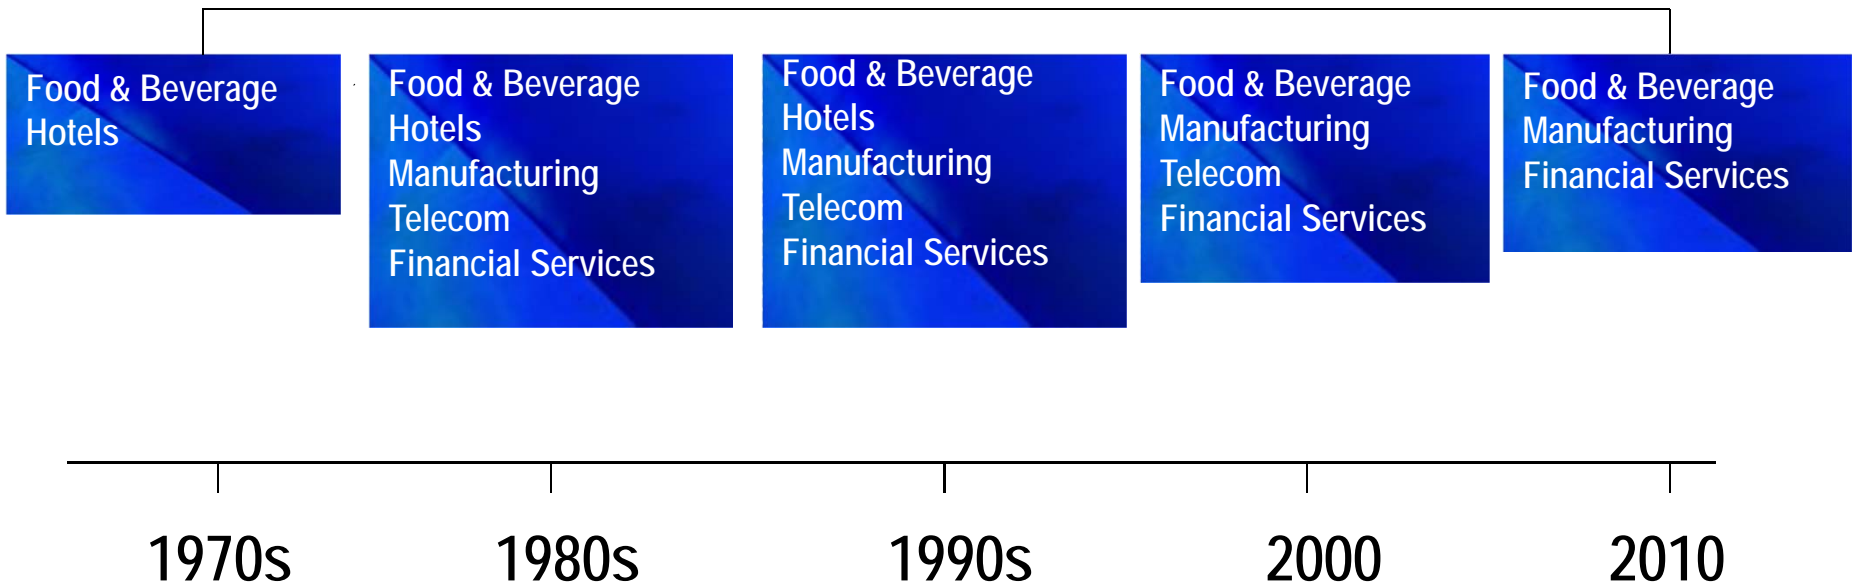 Food & Beverage
Hotels
Food & Beverage
Hotels
Manufacturing
Telecom
Financial Services
Food & Beverage
Hotels
Manufacturing
Telecom
Financial Services
Food & Beverage
Manufacturing
Telecom
Financial Services
Food & Beverage
Manufacturing
Financial Services
1970s
1980s
1990s
2000
2010